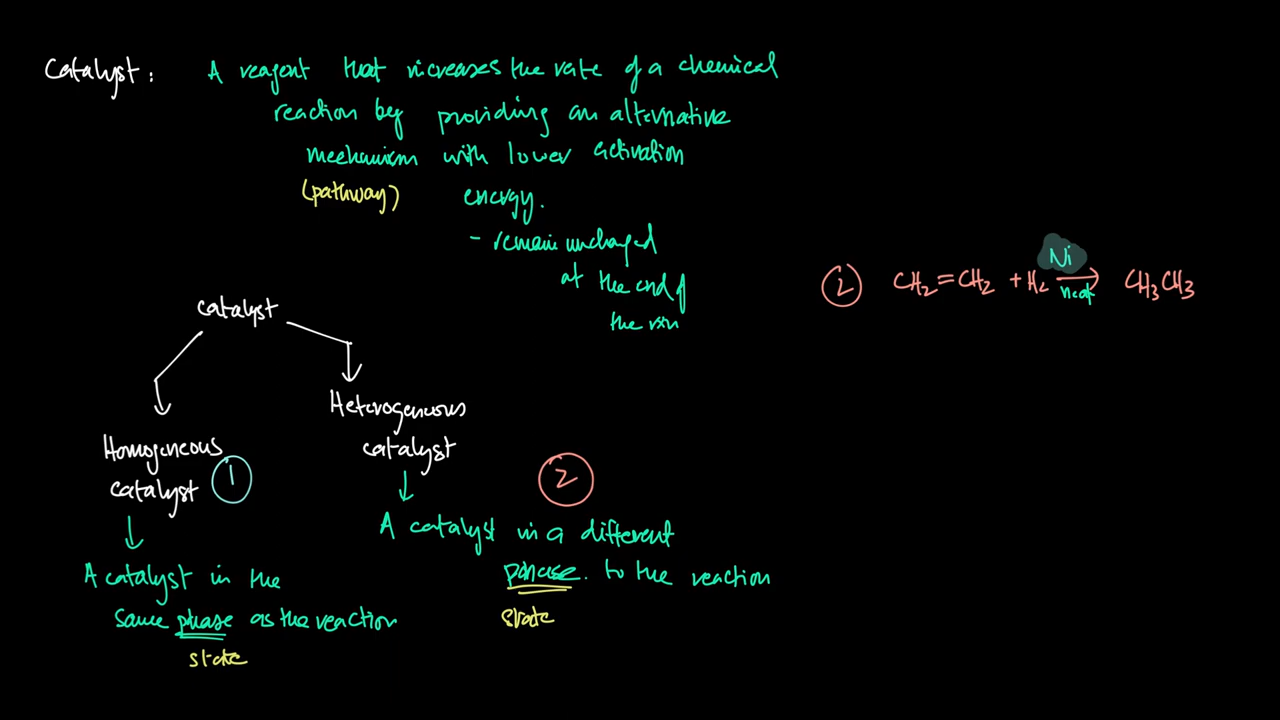 Catalyst: A reagent that increases the rate of a chemical
reaction by providing an alternative
mechanism with lower activation
(pathway) energy.
- remain unchanged
at the end of
the rxn
catalyst
Homogeneous
catalyst
1
A catalyst in the
same phase as the reaction
state
Heterogeneous
catalyst
2
A catalyst in a different
phase. to the reaction
state
2 CH₂=CH₂ + H₂ Ni → heat CH₃CH₃